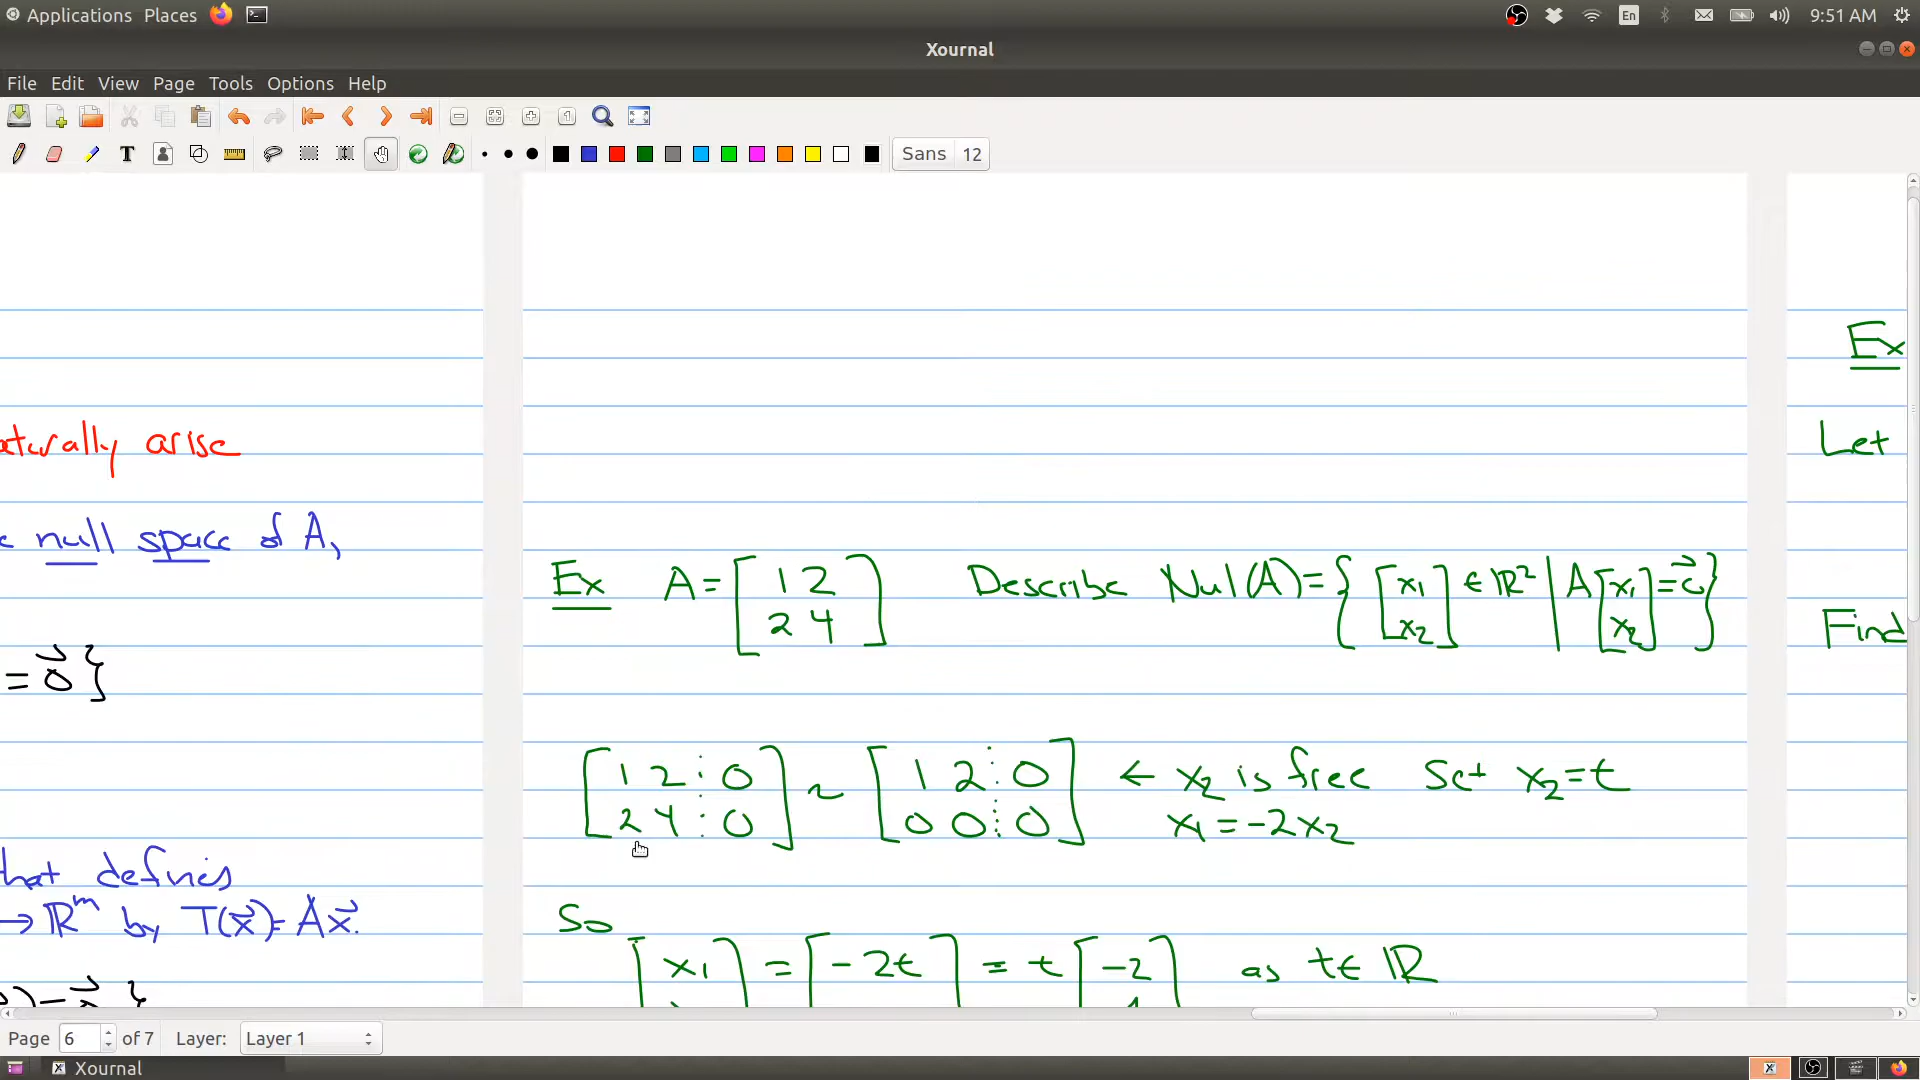 Applications Places En 9:51 AM
Xournal
File Edit View Page Tools Options Help
T Sans 12
aturally arise
null space of A,
= 0⃗ }
that defines
→ ℝᵐ by T(x⃗) = Ax⃗.
Ex A = [ 1 2 ; 2 4 ] Describe Nul(A) = { [ x₁ ; x₂ ] ∈ ℝ² | A [ x₁ ; x₂ ] = 0⃗ }
[ 1 2 ⋮ 0 ; 2 4 ⋮ 0 ] ~ [ 1 2 ⋮ 0 ; 0 0 ⋮ 0 ] ← x₂ is free Set x₂ = t
x₁ = -2x₂
So
[ x₁ ] = [ -2t ] = t [ -2 ] as t ∈ ℝ
Ex
Let
Find
Page 6 of 7 Layer: Layer 1
Xournal